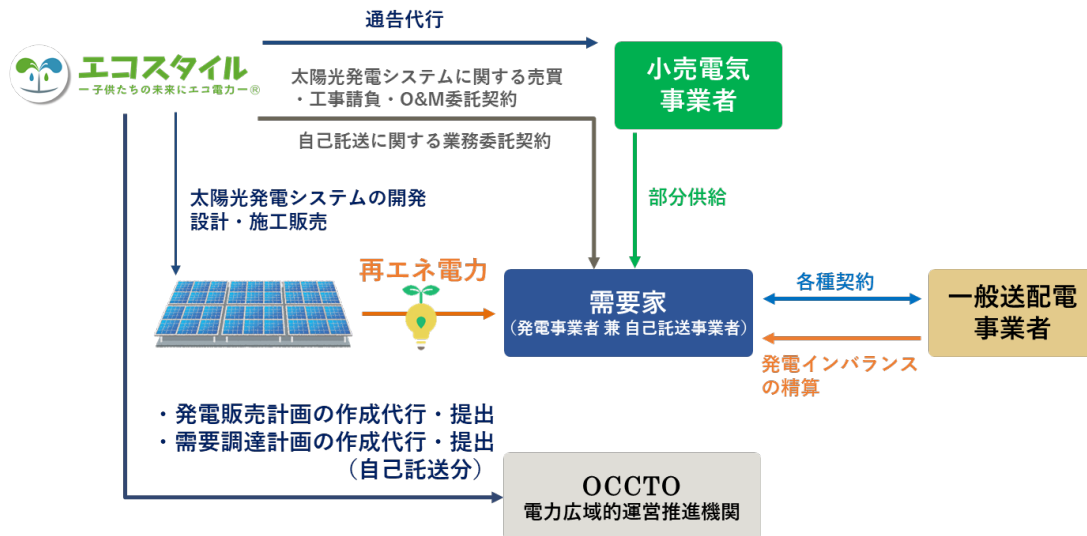 通告代行
エコスタイル
ー子供たちの未来にエコ電力ー®
太陽光発電システムに関する売買
・工事請負・O&M委託契約
小売電気
事業者
自己託送に関する業務委託契約
太陽光発電システムの開発
設計・施工販売
部分供給
再エネ電力
需要家
（発電事業者 兼 自己託送事業者）
各種契約
一般送配電
事業者
発電インバランス
の精算
・発電販売計画の作成代行・提出
・需要調達計画の作成代行・提出
（自己託送分）
OCCTO
電力広域的運営推進機関